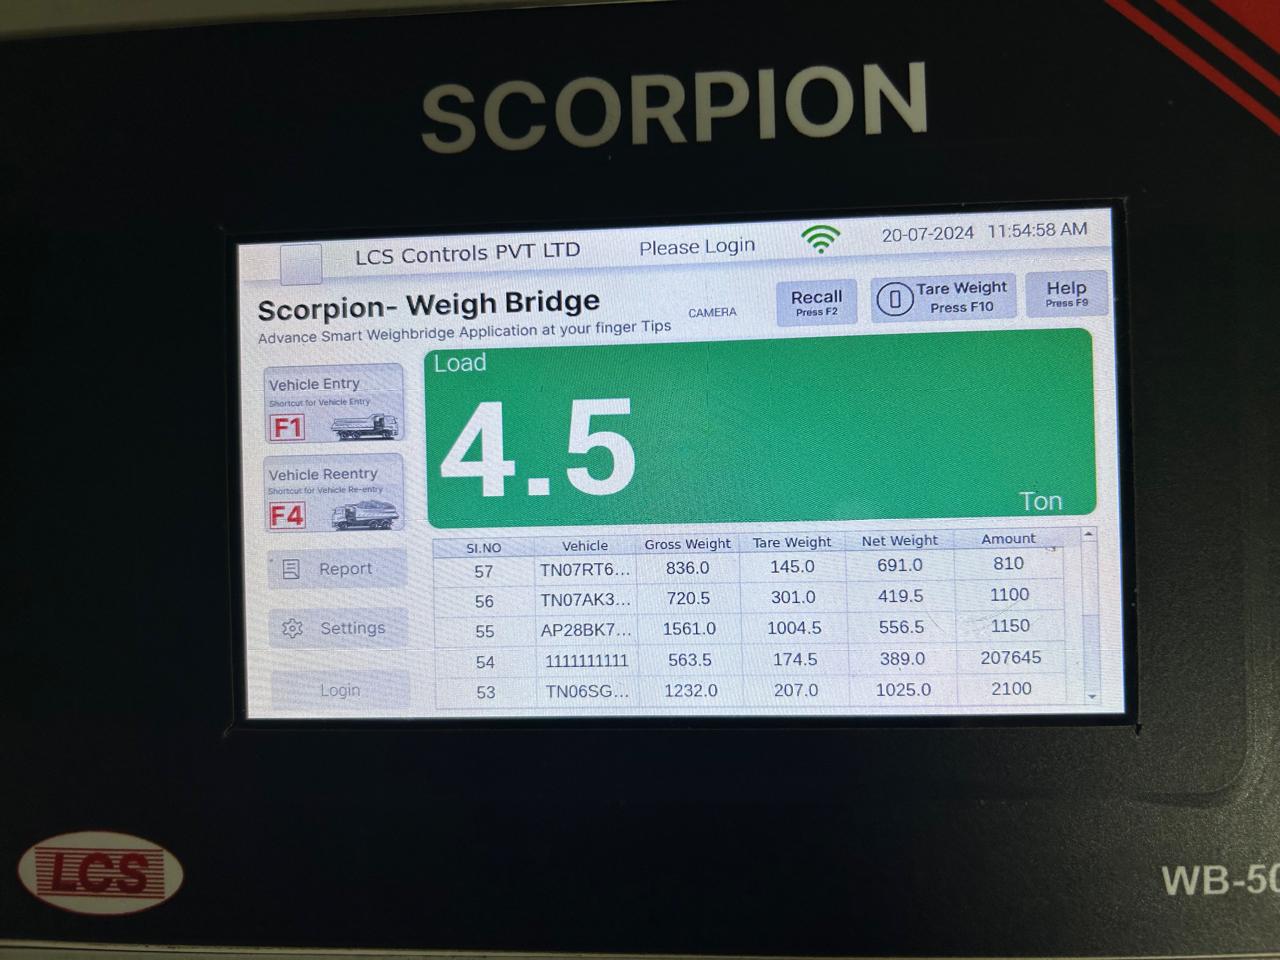 SCORPION
LCS Controls PVT LTD Please Login 20-07-2024 11:54:58 AM
Scorpion- Weigh Bridge
Advance Smart Weighbridge Application at your finger Tips
CAMERA
Recall
Press F2
Tare Weight
Press F10
Help
Press F9
Vehicle Entry
Shortcut for Vehicle Entry
F1
Vehicle Reentry
Shortcut for Vehicle Re-entry
F4
Report
Settings
Login
Load
4.5
Ton
SI.NO Vehicle Gross Weight Tare Weight Net Weight Amount
57 TN07RT6... 836.0 145.0 691.0 810
56 TN07AK3... 720.5 301.0 419.5 1100
55 AP28BK7... 1561.0 1004.5 556.5 1150
54 1111111111 563.5 174.5 389.0 207645
53 TN06SG... 1232.0 207.0 1025.0 2100
LCS
WB-50